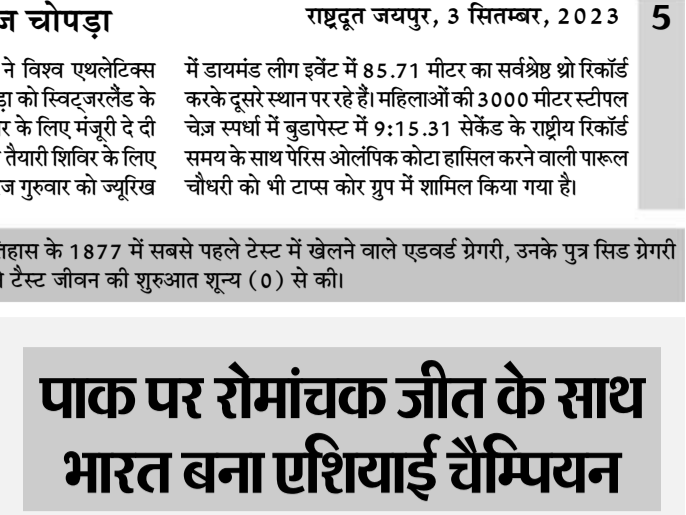 ज चोपड़ा
राष्ट्रदूत जयपुर, 3 सितम्बर, 2023 5
ने विश्व एथलेटिक्स
ड़ा को स्विट्जरलैंड के
र के लिए मंजूरी दे दी
तैयारी शिविर के लिए
ज गुरुवार को ज्यूरिख
में डायमंड लीग इवेंट में 85.71 मीटर का सर्वश्रेष्ठ थ्रो रिकॉर्ड
करके दूसरे स्थान पर रहे हैं। महिलाओं की 3000 मीटर स्टीपल
चेज़ स्पर्धा में बुडापेस्ट में 9:15.31 सेकेंड के राष्ट्रीय रिकॉर्ड
समय के साथ पेरिस ओलंपिक कोटा हासिल करने वाली पारूल
चौधरी को भी टाप्स कोर ग्रुप में शामिल किया गया है।
तिहास के 1877 में सबसे पहले टेस्ट में खेलने वाले एडवर्ड ग्रेगरी, उनके पुत्र सिड ग्रेगरी
टैस्ट जीवन की शुरुआत शून्य (0) से की।
पाक पर रोमांचक जीत के साथ
भारत बना एशियाई चैम्पियन